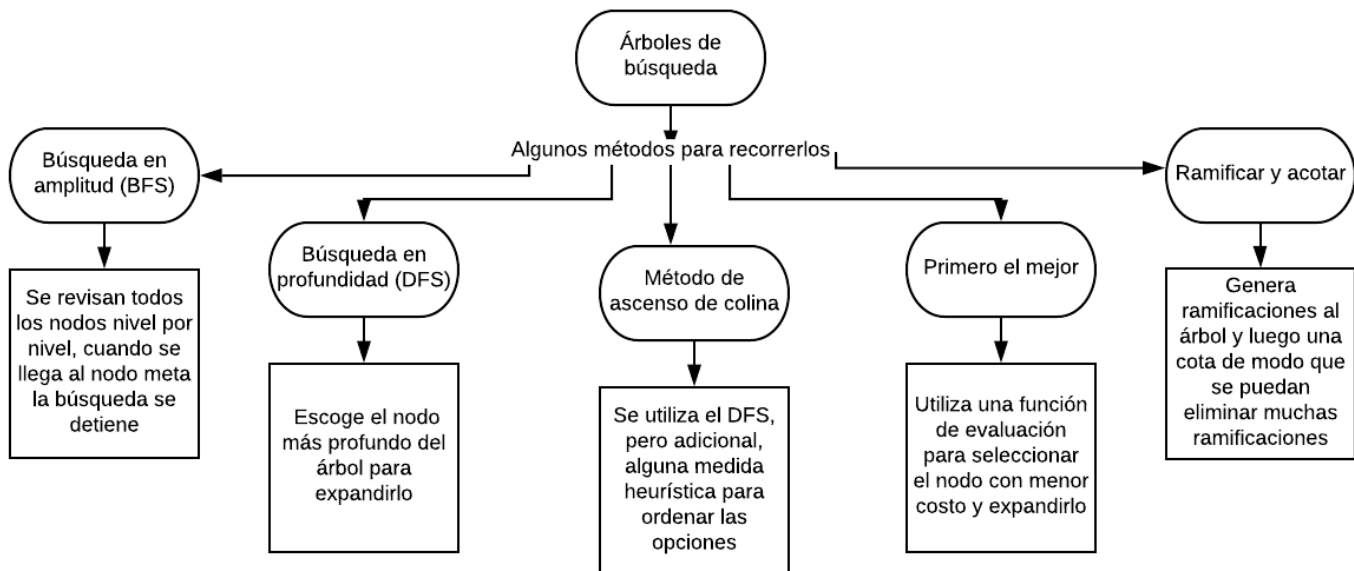 Árboles de
búsqueda
Algunos métodos para recorrerlos
Búsqueda en
amplitud (BFS)
Se revisan todos
los nodos nivel por
nivel, cuando se
llega al nodo meta
la búsqueda se
detiene
Búsqueda en
profundidad (DFS)
Escoge el nodo
más profundo del
árbol para
expandirlo
Método de
ascenso de colina
Se utiliza el DFS,
pero adicional,
alguna medida
heurística para
ordenar las
opciones
Primero el mejor
Utiliza una función
de evaluación
para seleccionar
el nodo con menor
costo y expandirlo
Ramificar y acotar
Genera
ramificaciones al
árbol y luego una
cota de modo que
se puedan
eliminar muchas
ramificaciones